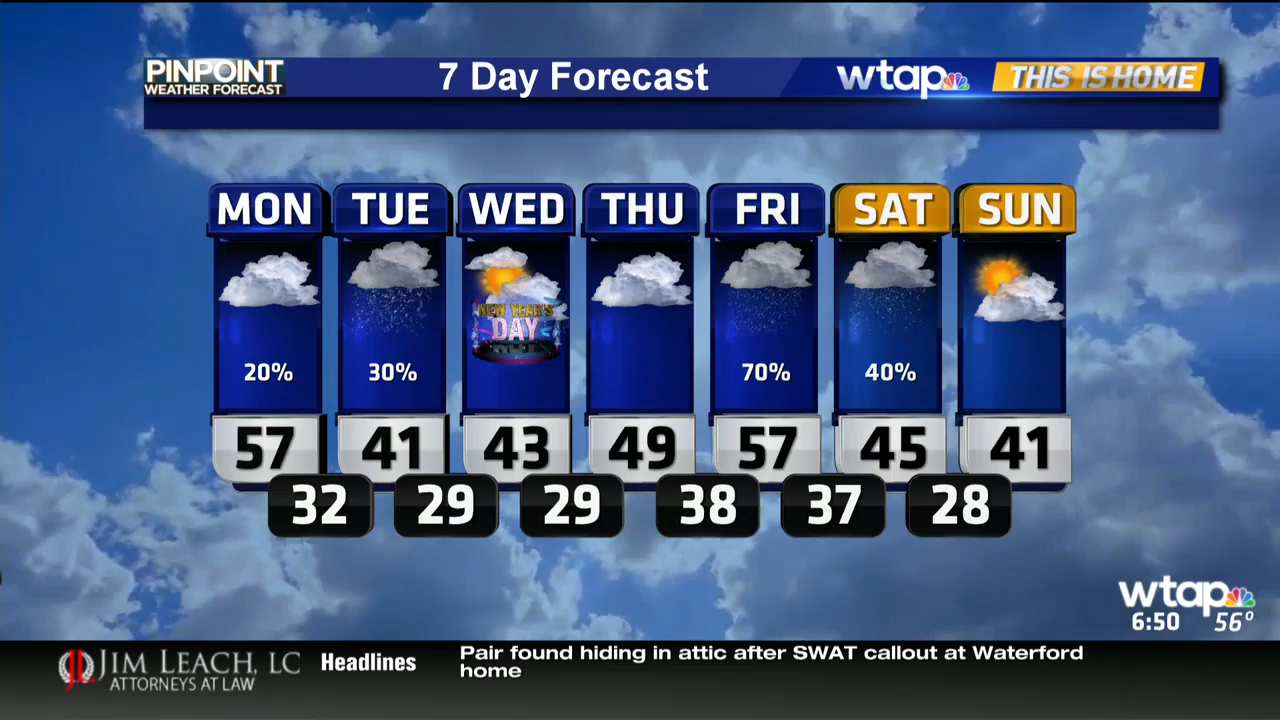 PINPOINT
WEATHER FORECAST
7 Day Forecast
wtap
THIS IS HOME
MON TUE WED THU FRI SAT SUN
NEW YEAR'S
DAY
20% 30% 70% 40%
57 41 43 49 57 45 41
32 29 29 38 37 28
wtap
6:50 56°
JIM LEACH, LC
ATTORNEYS AT LAW
Headlines
Pair found hiding in attic after SWAT callout at Waterford
home